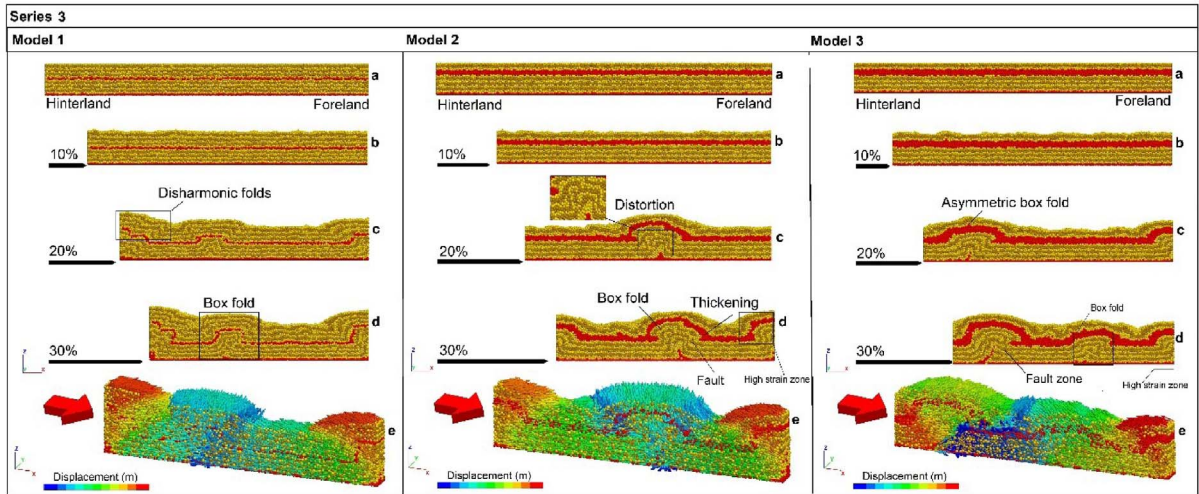 Series 3
Model 1
a
Hinterland
Foreland
b
10%
Disharmonic folds
c
20%
Box fold
d
30%
z
x
e
z
y
x
Displacement (m)
Model 2
a
Hinterland
Foreland
b
10%
Distortion
c
20%
Box fold
Thickening
d
30%
Fault
High strain zone
z
x
e
z
y
x
Displacement (m)
Model 3
a
Hinterland
Foreland
b
10%
Asymmetric box fold
c
20%
Box fold
d
30%
Fault zone
High strain zone
z
x
e
z
y
x
Displacement (m)